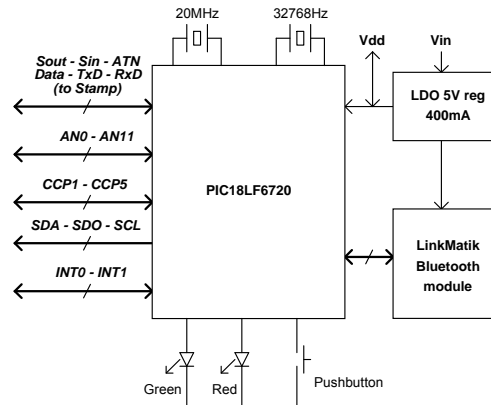 20MHz
32768Hz
Sout - Sin - ATN
Data - TxD - RxD
(to Stamp)
Vdd
Vin
LDO 5V reg
400mA
AN0 - AN11
CCP1 - CCP5
PIC18LF6720
SDA - SDO - SCL
LinkMatik
Bluetooth
module
INT0 - INT1
Green
Red
Pushbutton